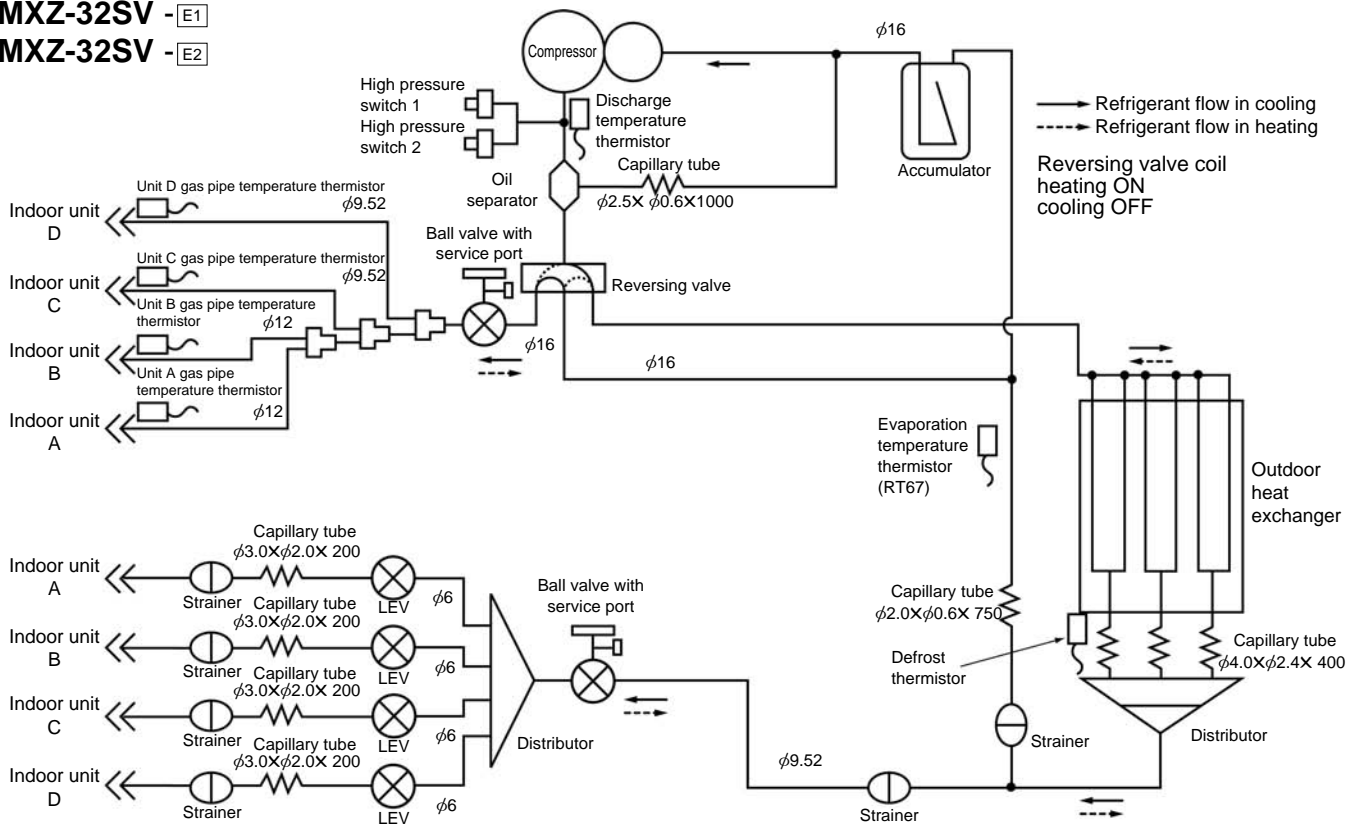 MXZ-32SV - E1
MXZ-32SV - E2
Compressor
ϕ16
High pressure
switch 1
High pressure
switch 2
Discharge
temperature
thermistor
Refrigerant flow in cooling
Refrigerant flow in heating
Reversing valve coil
heating ON
cooling OFF
Accumulator
Oil
separator
Capillary tube
ϕ2.5× ϕ0.6×1000
Unit D gas pipe temperature thermistor
ϕ9.52
Indoor unit
D
Ball valve with
service port
Reversing valve
Unit C gas pipe temperature thermistor
ϕ9.52
Indoor unit
C
Unit B gas pipe temperature
thermistor
ϕ12
Indoor unit
B
Unit A gas pipe
temperature thermistor
ϕ12
Indoor unit
A
ϕ16
ϕ16
Evaporation
temperature
thermistor
(RT67)
Outdoor
heat
exchanger
Indoor unit
A
Strainer
Capillary tube
ϕ3.0×ϕ2.0× 200
LEV
ϕ6
Indoor unit
B
Strainer
Capillary tube
ϕ3.0×ϕ2.0× 200
LEV
ϕ6
Indoor unit
C
Strainer
Capillary tube
ϕ3.0×ϕ2.0× 200
LEV
ϕ6
Indoor unit
D
Strainer
Capillary tube
ϕ3.0×ϕ2.0× 200
LEV
ϕ6
Distributor
Ball valve with
service port
Capillary tube
ϕ2.0×ϕ0.6× 750
Defrost
thermistor
Capillary tube
ϕ4.0×ϕ2.4× 400
Strainer
Distributor
ϕ9.52
Strainer